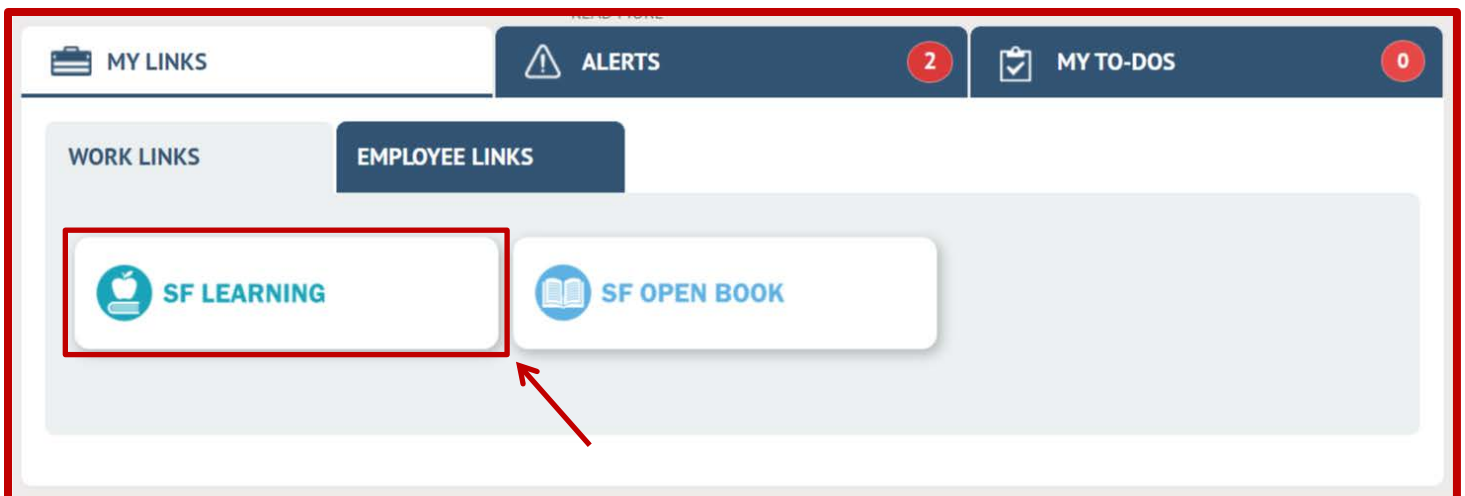 MY LINKS
ALERTS
2
MY TO-DOS
0
WORK LINKS
EMPLOYEE LINKS
SF LEARNING
SF OPEN BOOK